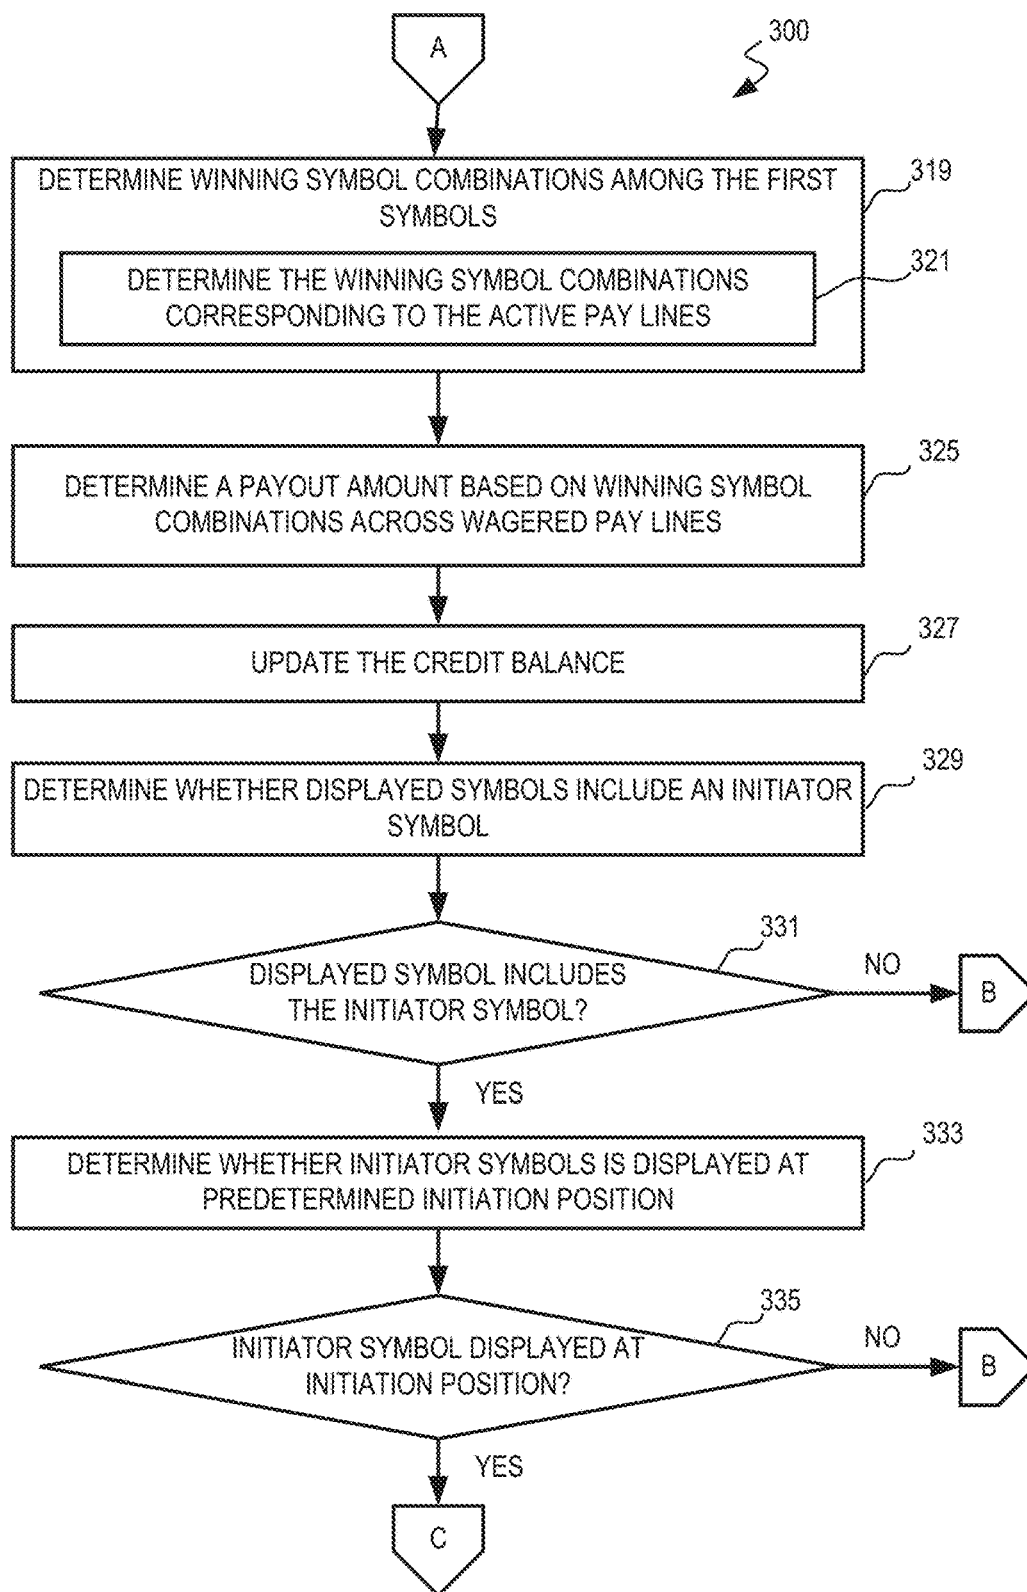 A
300
DETERMINE WINNING SYMBOL COMBINATIONS AMONG THE FIRST
SYMBOLS
319
DETERMINE THE WINNING SYMBOL COMBINATIONS
CORRESPONDING TO THE ACTIVE PAY LINES
321
DETERMINE A PAYOUT AMOUNT BASED ON WINNING SYMBOL
COMBINATIONS ACROSS WAGERED PAY LINES
325
UPDATE THE CREDIT BALANCE
327
DETERMINE WHETHER DISPLAYED SYMBOLS INCLUDE AN INITIATOR
SYMBOL
329
DISPLAYED SYMBOL INCLUDES
THE INITIATOR SYMBOL?
331
NO
B
YES
DETERMINE WHETHER INITIATOR SYMBOLS IS DISPLAYED AT
PREDETERMINED INITIATION POSITION
333
INITIATOR SYMBOL DISPLAYED AT
INITIATION POSITION?
335
NO
B
YES
C